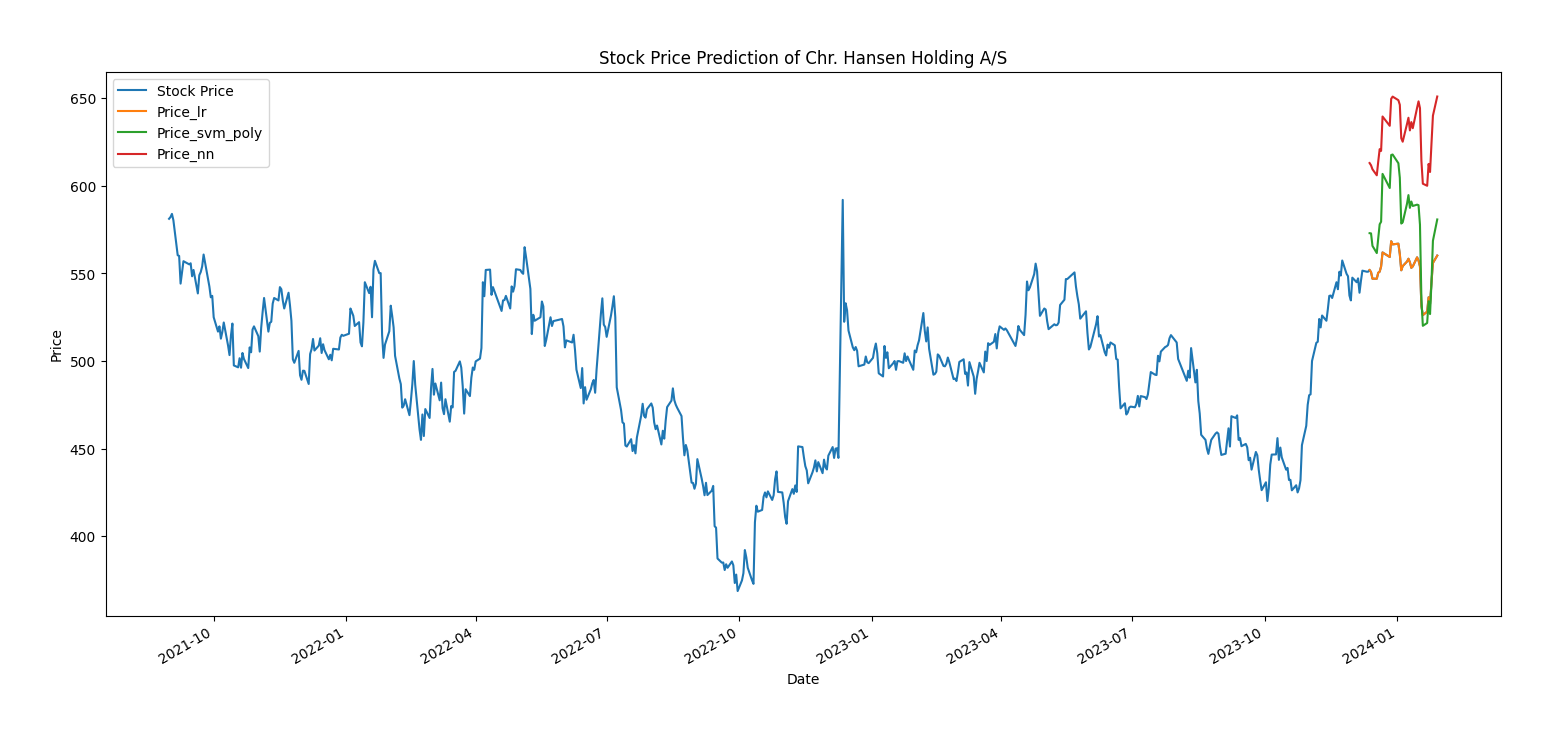 Stock Price Prediction of Chr. Hansen Holding A/S
Stock Price
Price_lr
Price_svm_poly
Price_nn
Price
650
600
550
500
450
400
2021-10
2022-01
2022-04
2022-07
2022-10
2023-01
2023-04
2023-07
2023-10
2024-01
Date